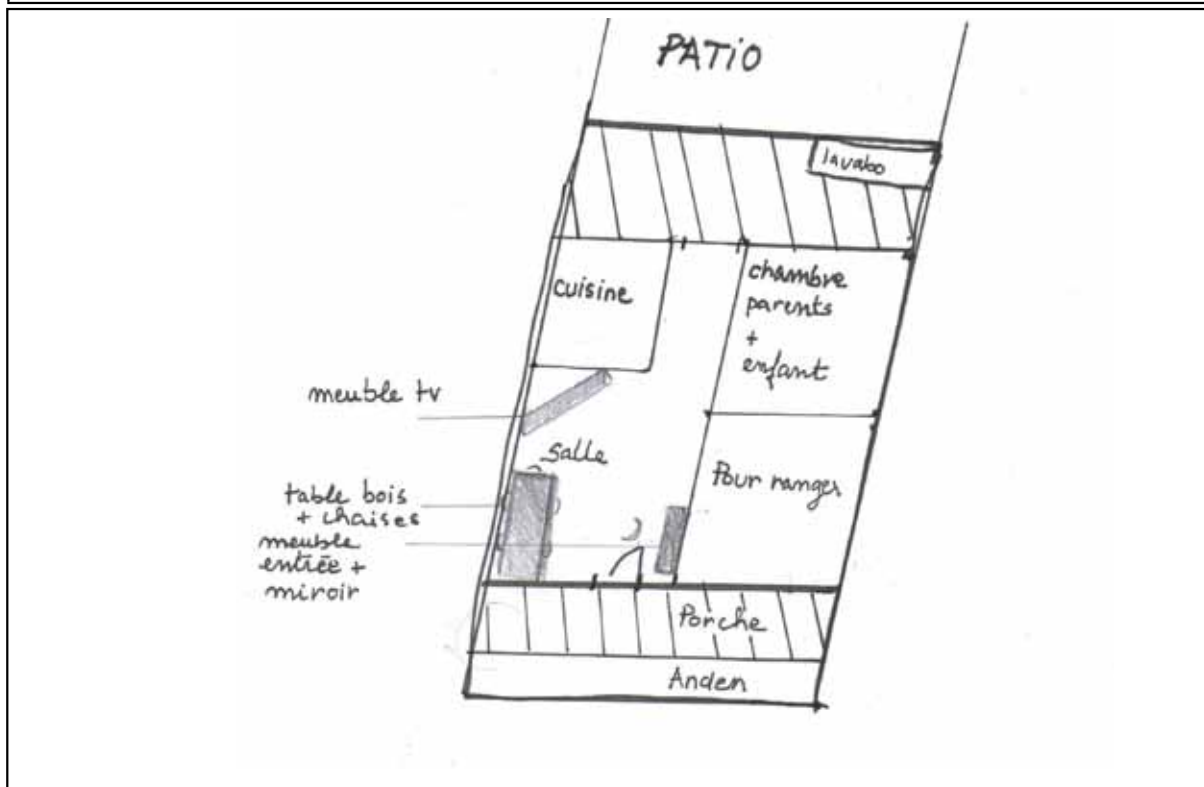 PATIO
lavabo
cuisine
chambre
parents
+
enfant
meuble tv
salle
Pour ranger
table bois
+ chaises
meuble
entrée +
miroir
Porche
Anden